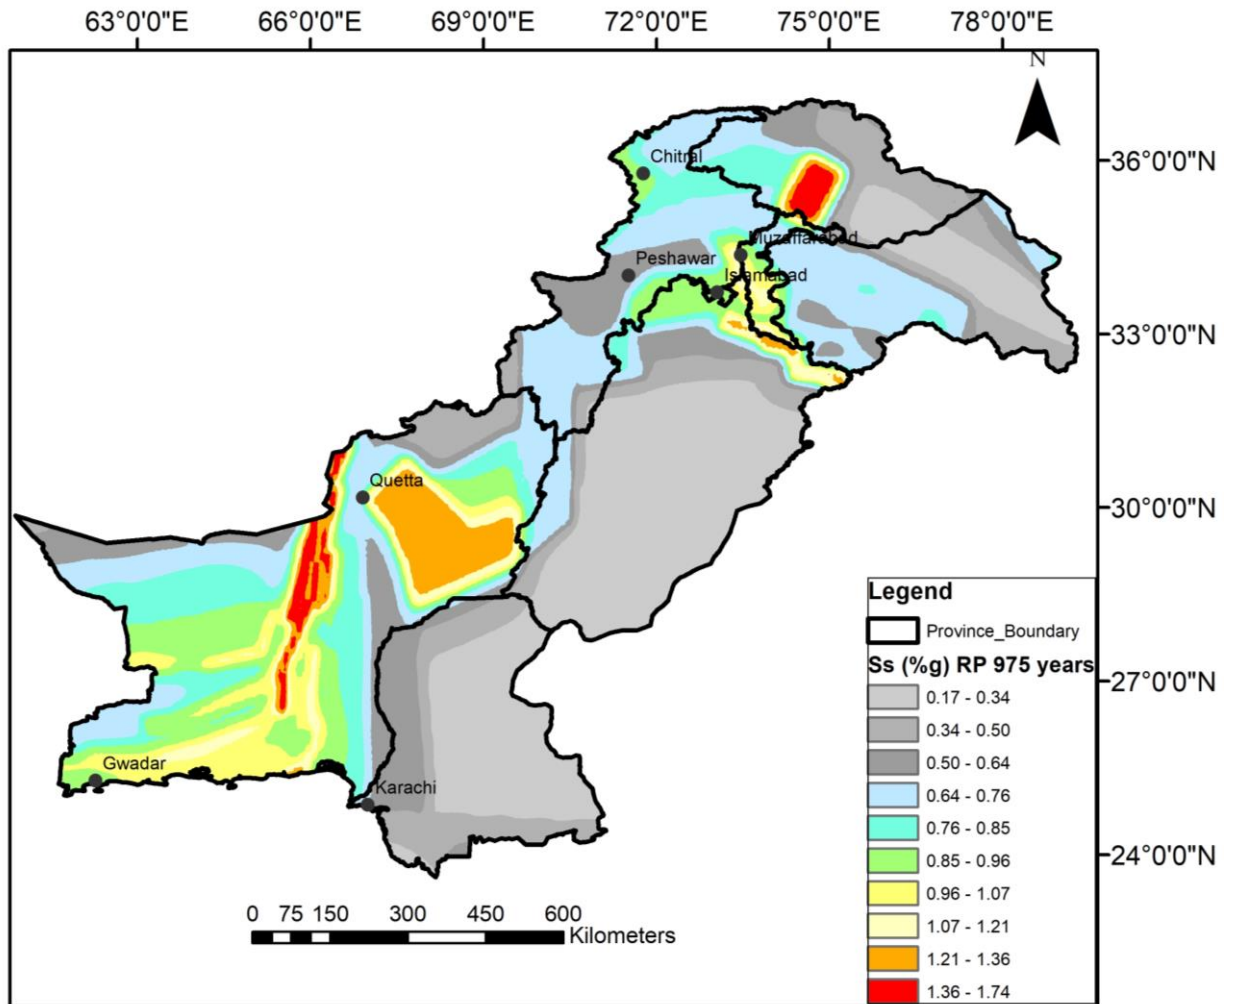 63°0'0"E 66°0'0"E 69°0'0"E 72°0'0"E 75°0'0"E 78°0'0"E
N
Chitral
36°0'0"N
Muzaffarabad
Peshawar
Islamabad
33°0'0"N
Quetta
30°0'0"N
Legend
Province_Boundary
Ss (%g) RP 975 years
27°0'0"N
0.17 - 0.34
0.34 - 0.50
0.50 - 0.64
Gwadar
Karachi
0.64 - 0.76
0.76 - 0.85
24°0'0"N
0.85 - 0.96
0.96 - 1.07
1.07 - 1.21
1.21 - 1.36
1.36 - 1.74
0 75 150 300 450 600
Kilometers